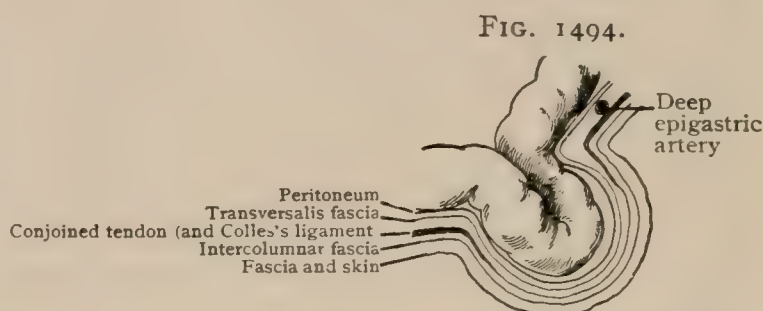 FIG. 1494.
Deep
epigastric
artery
Peritoneum
Transversalis fascia
Conjoined tendon (and Colles's ligament
Intercolumnar fascia
Fascia and skin